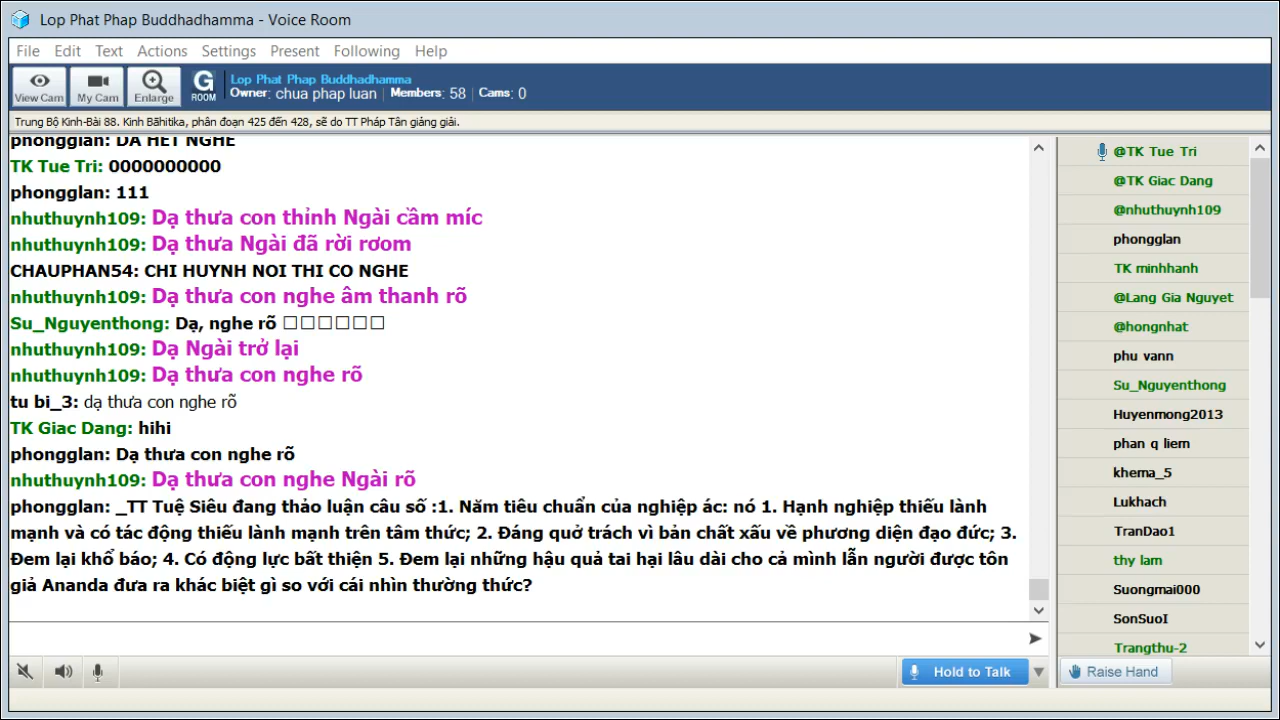 Lop Phat Phap Buddhadhamma - Voice Room
File Edit Text Actions Settings Present Following Help
View Cam My Cam Enlarge G ROOM
Lop Phat Phap Buddhadhamma
Owner: chua phap luan | Members: 58 | Cams: 0
Trung Bộ Kinh-Bài 88. Kinh Bãhitika, phân đoạn 425 đến 428, sẽ do TT Pháp Tân giảng giải.
phongglan: DA HET NGHE
TK Tue Tri: 0000000000
phongglan: 111
nhuthuynh109: Dạ thưa con thỉnh Ngài cầm míc
nhuthuynh109: Dạ thưa Ngài đã rời rơom
CHAUPHAN54: CHI HUYNH NOI THI CO NGHE
nhuthuynh109: Dạ thưa con nghe âm thanh rõ
Su_Nguyenthong: Dạ, nghe rõ □□□□□□
nhuthuynh109: Dạ Ngài trở lại
nhuthuynh109: Dạ thưa con nghe rõ
tu bi_3: dạ thưa con nghe rõ
TK Giac Dang: hihi
phongglan: Dạ thưa con nghe rõ
nhuthuynh109: Dạ thưa con nghe Ngài rõ
phongglan: _TT Tuệ Siêu đang thảo luận câu số :1. Năm tiêu chuẩn của nghiệp ác: nó 1. Hạnh nghiệp thiếu lành
mạnh và có tác động thiếu lành mạnh trên tâm thức; 2. Đáng quở trách vì bản chất xấu về phương diện đạo đức; 3.
Đem lại khổ báo; 4. Có động lực bất thiện 5. Đem lại những hậu quả tai hại lâu dài cho cả mình lẫn người được tôn
giả Ananda đưa ra khác biệt gì so với cái nhìn thường thức?
@TK Tue Tri
@TK Giac Dang
@nhuthuynh109
phongglan
TK minhhanh
@Lang Gia Nguyet
@hongnhat
phu vann
Su_Nguyenthong
Huyenmong2013
phan q liem
khema_5
Lukhach
TranDao1
thy lam
Suongmai000
SonSuoI
Trangthu-2
Hold to Talk
Raise Hand